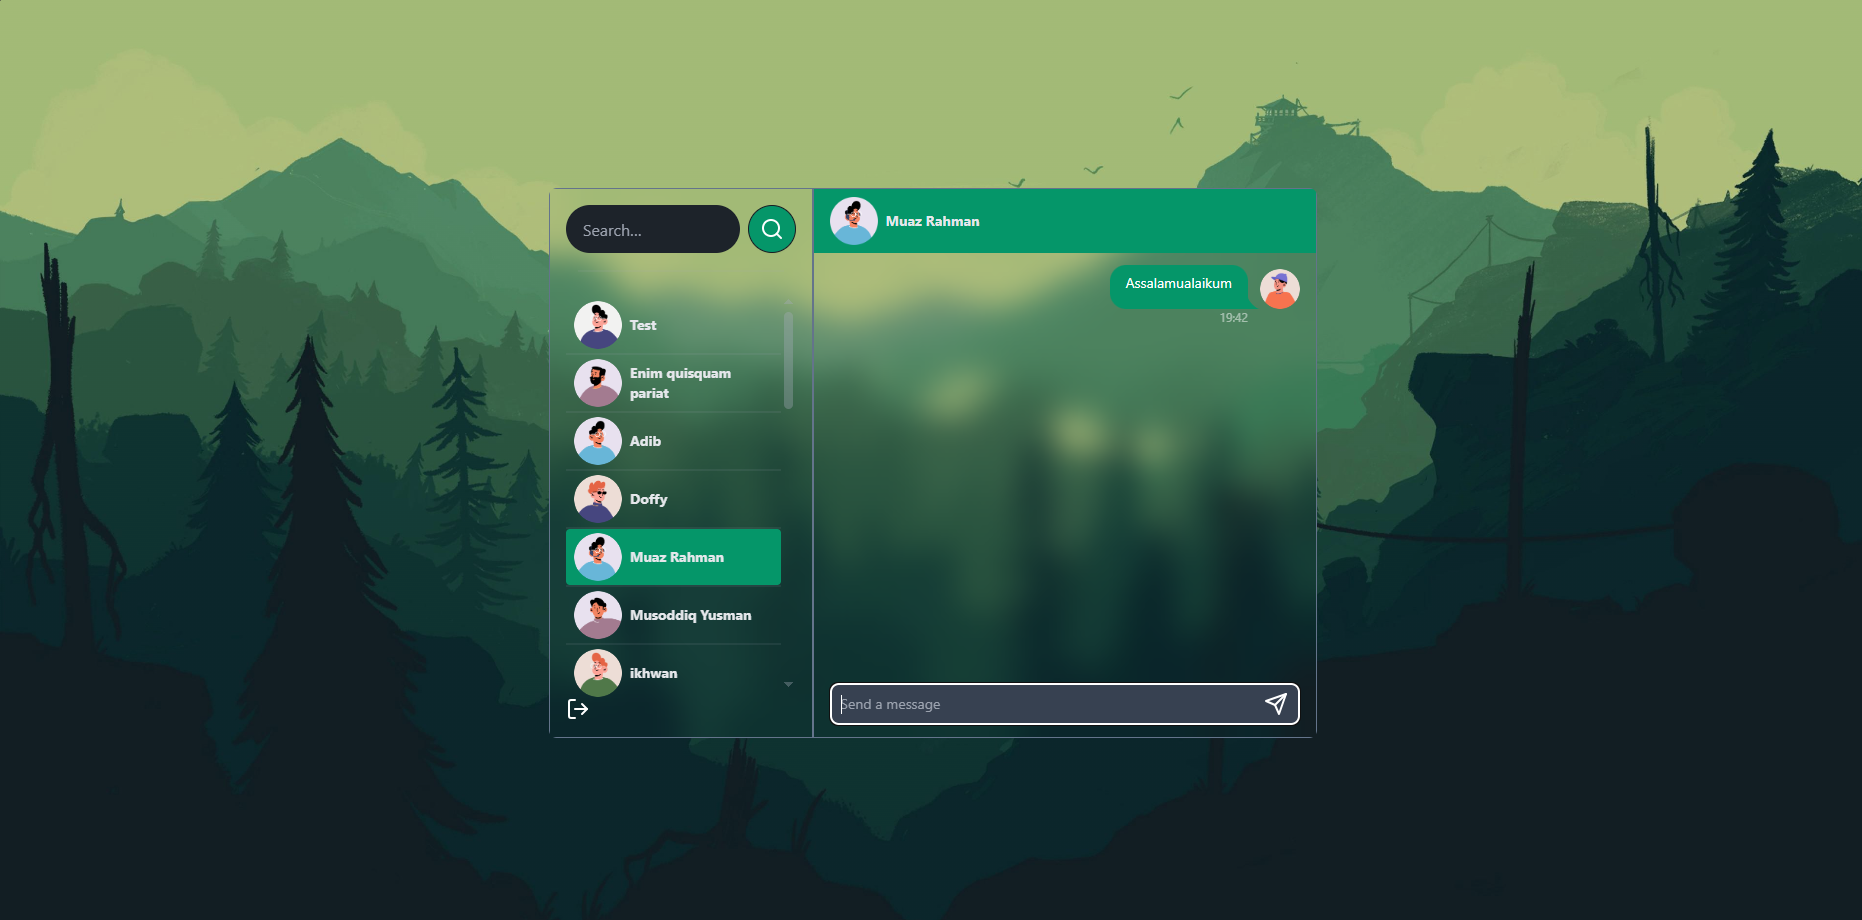 Search...
Test
Enim quisquam
pariat
Adib
Doffy
Muaz Rahman
Musoddiq Yusman
ikhwan
Muaz Rahman
Assalamualaikum
19:42
Send a message